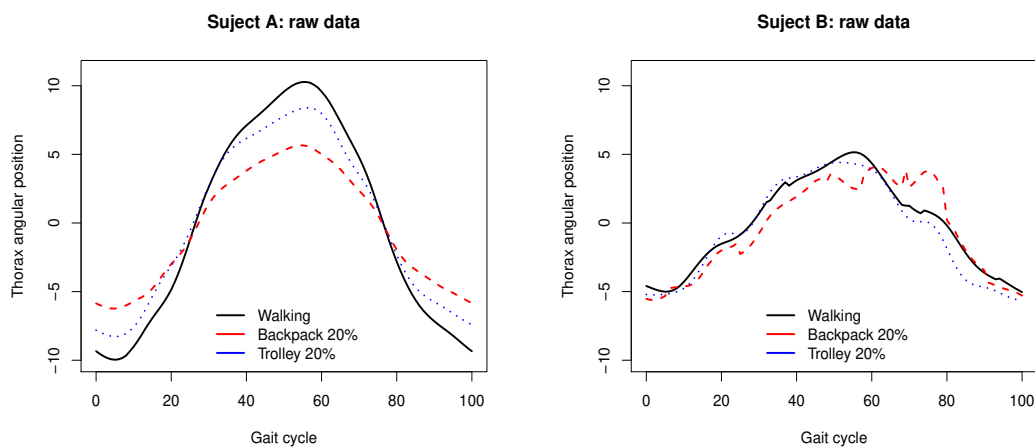 Suject A: raw data
Thorax angular position
10
5
0
−5
−10
Walking
Backpack 20%
Trolley 20%
0 20 40 60 80 100
Gait cycle
Suject B: raw data
Thorax angular position
10
5
0
−5
−10
Walking
Backpack 20%
Trolley 20%
0 20 40 60 80 100
Gait cycle